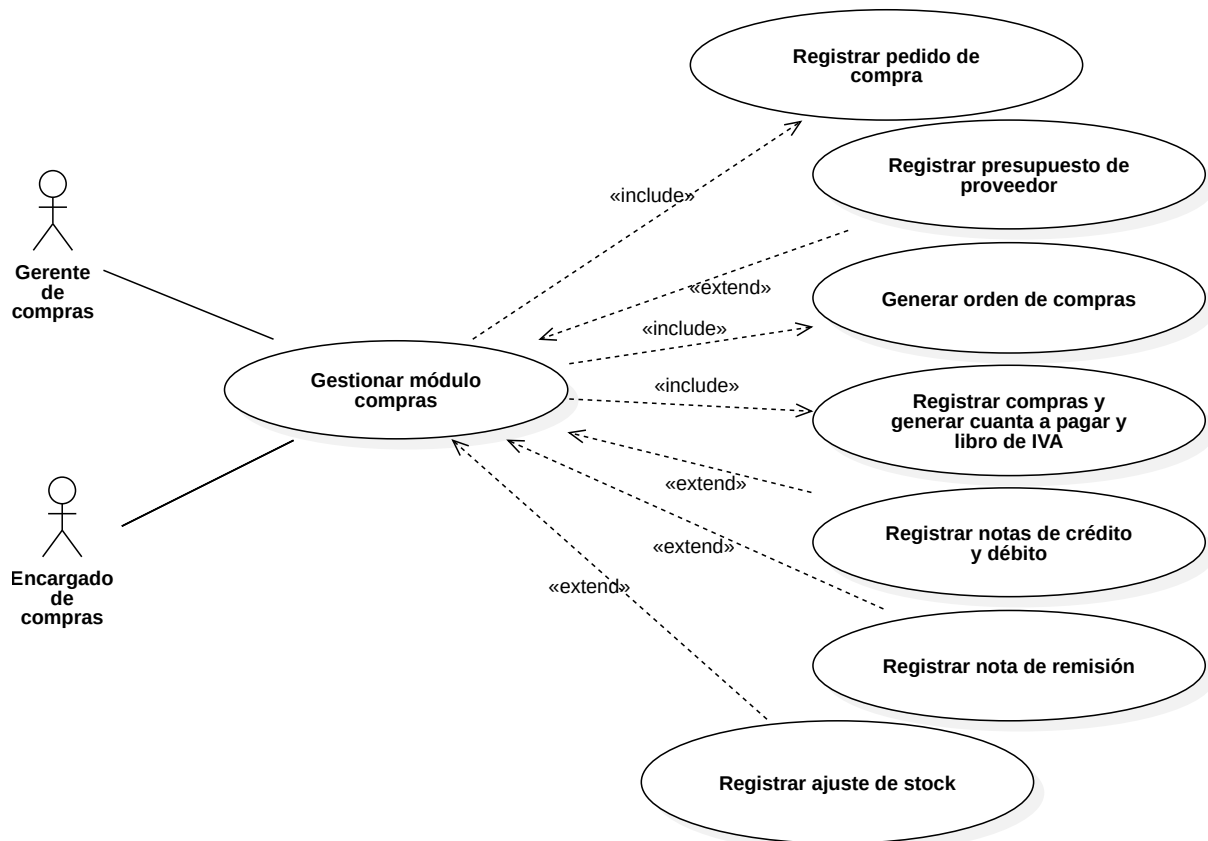 Registrar pedido de
compra
Registrar presupuesto de
proveedor
«include»
Gerente
de
compras
«extend»
Generar orden de compras
«include»
Gestionar módulo
compras
«include»
Registrar compras y
generar cuanta a pagar y
libro de IVA
«extend»
Registrar notas de crédito
y débito
«extend»
Encargado
de
compras
«extend»
Registrar nota de remisión
Registrar ajuste de stock